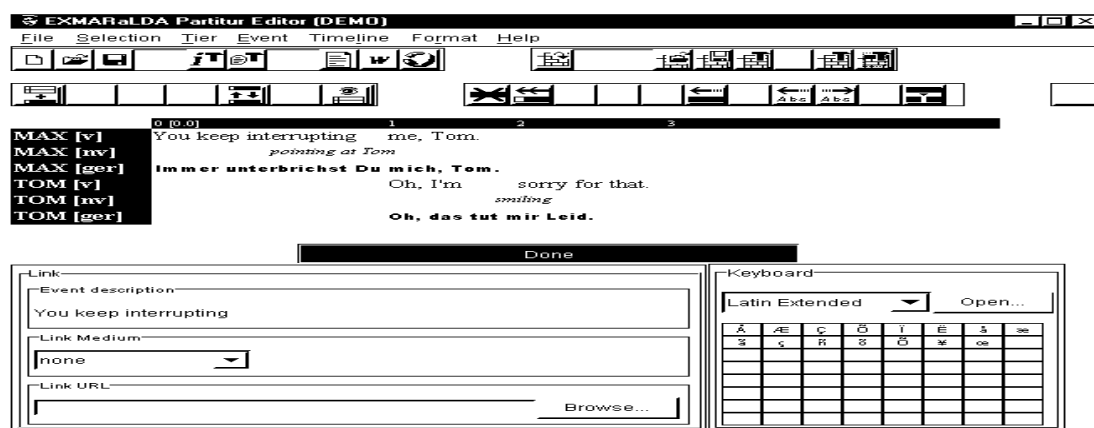 EXMARaLDA Partitur Editor (DEMO)
File Selection Tier Event Timeline Format Help
0 [0.0] 1 2 3
MAX [v] You keep interrupting me, Tom.
MAX [nv] pointing at Tom
MAX [ger] Immer unterbrichst Du mich, Tom.
TOM [v] Oh, I'm sorry for that.
TOM [nv] smiling
TOM [ger] Oh, das tut mir Leid.
Done
Link
Event description
You keep interrupting
Link Medium
none
Link URL
Browse...
Keyboard
Latin Extended Open...